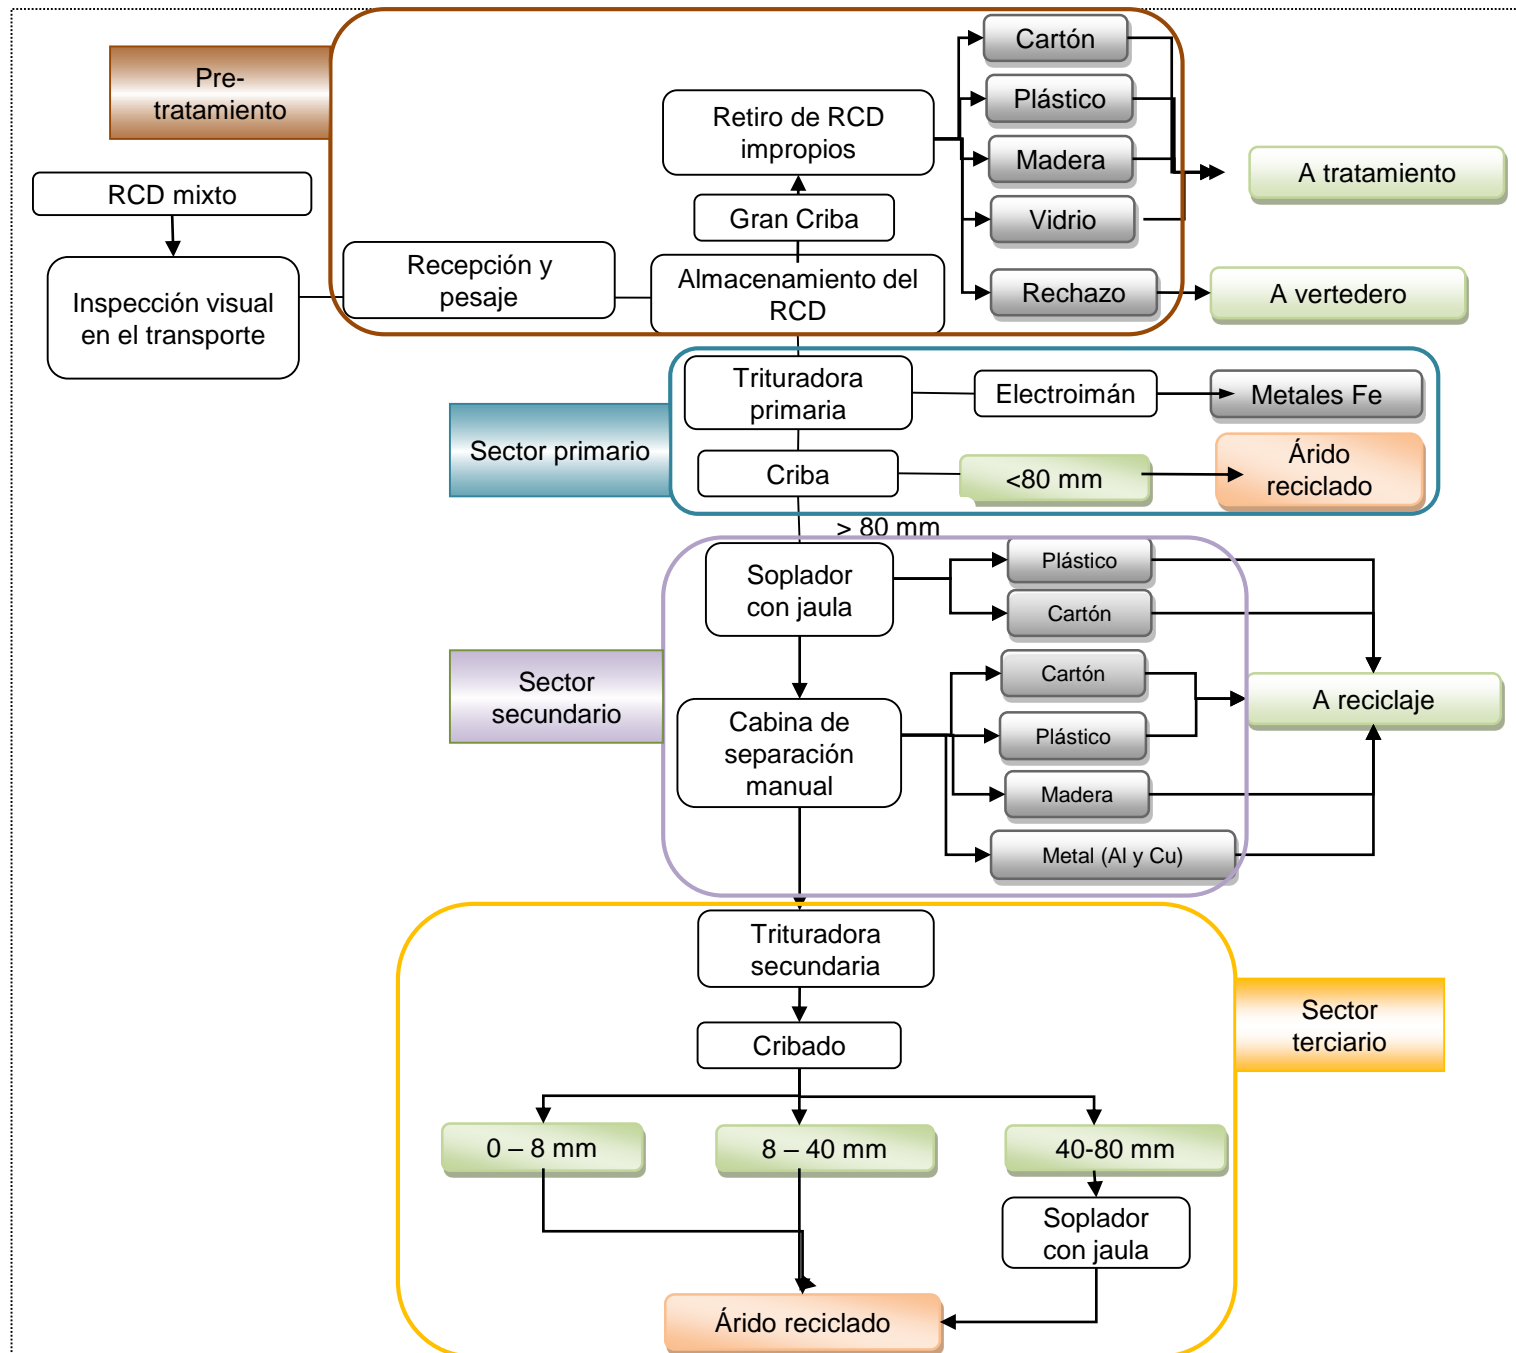 Pre-
tratamiento
Cartón
Plástico
Retiro de RCD
impropios
Madera
A tratamiento
RCD mixto
Gran Criba
Vidrio
Inspección visual
en el transporte
Recepción y
pesaje
Almacenamiento del
RCD
Rechazo
A vertedero
Sector primario
Trituradora
primaria
Electroimán
Metales Fe
Criba
<80 mm
Árido
reciclado
> 80 mm
Soplador
con jaula
Plástico
Cartón
Sector
secundario
Cabina de
separación
manual
Cartón
Plástico
Madera
Metal (Al y Cu)
A reciclaje
Trituradora
secundaria
Sector
terciario
Cribado
0 – 8 mm
8 – 40 mm
40-80 mm
Soplador
con jaula
Árido reciclado